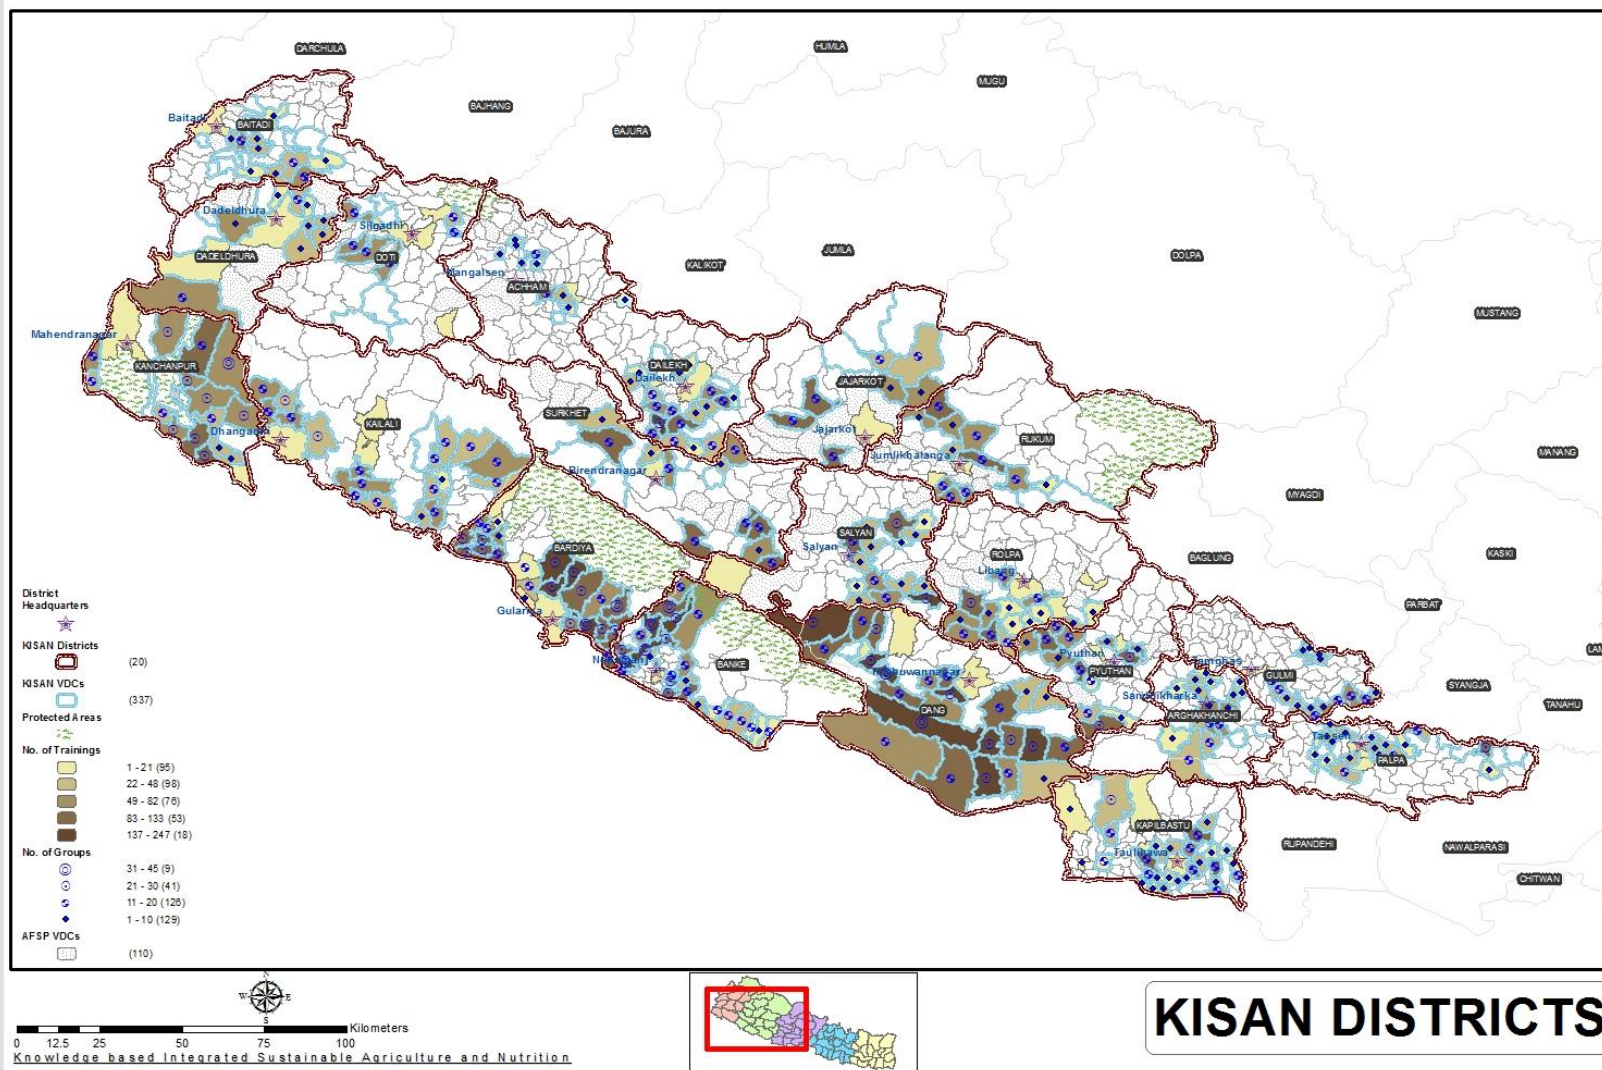 DARCHULA
HUMLA
MUGU
BAJHANG
BAJURA
Baitadi
BAITADI
Dadeldhura
Silgadhi
DADELDHURA
DOTI
Mangalsen
ACHHAM
KALIKOT
JUMLA
DOLPA
MUSTANG
Mahendranagar
KANCHANPUR
DAILEKH
Dailekh
JAJARKOT
SURKHET
KAILALI
Jajarkot
RUKUM
Jumlikhalanga
Birendranagar
MANANG
MYAGDI
SALYAN
Salyan
BARDIYA
ROLPA
Libang
BAGLUNG
KASKI
Gulariya
PARBAT
BANKE
Pyuthan
PYUTHAN
Tamghas
GULMI
SYANGJA
TANAHU
DANG
ARGHAKHANCHI
PALPA
KAPILBASTU
Taulihawa
RUPANDEHI
NAWALPARASI
CHITWAN
District
Headquarters
KISAN Districts
(20)
KISAN VDCs
(337)
Protected Areas
No. of Trainings
1 - 21 (95)
22 - 48 (98)
49 - 82 (76)
83 - 133 (53)
137 - 247 (18)
No. of Groups
31 - 45 (9)
21 - 30 (41)
11 - 20 (126)
1 - 10 (129)
AFSP VDCs
(110)
N
W E
S
Kilometers
0 12.5 25 50 75 100
Knowledge based Integrated Sustainable Agriculture and Nutrition
KISAN DISTRICTS